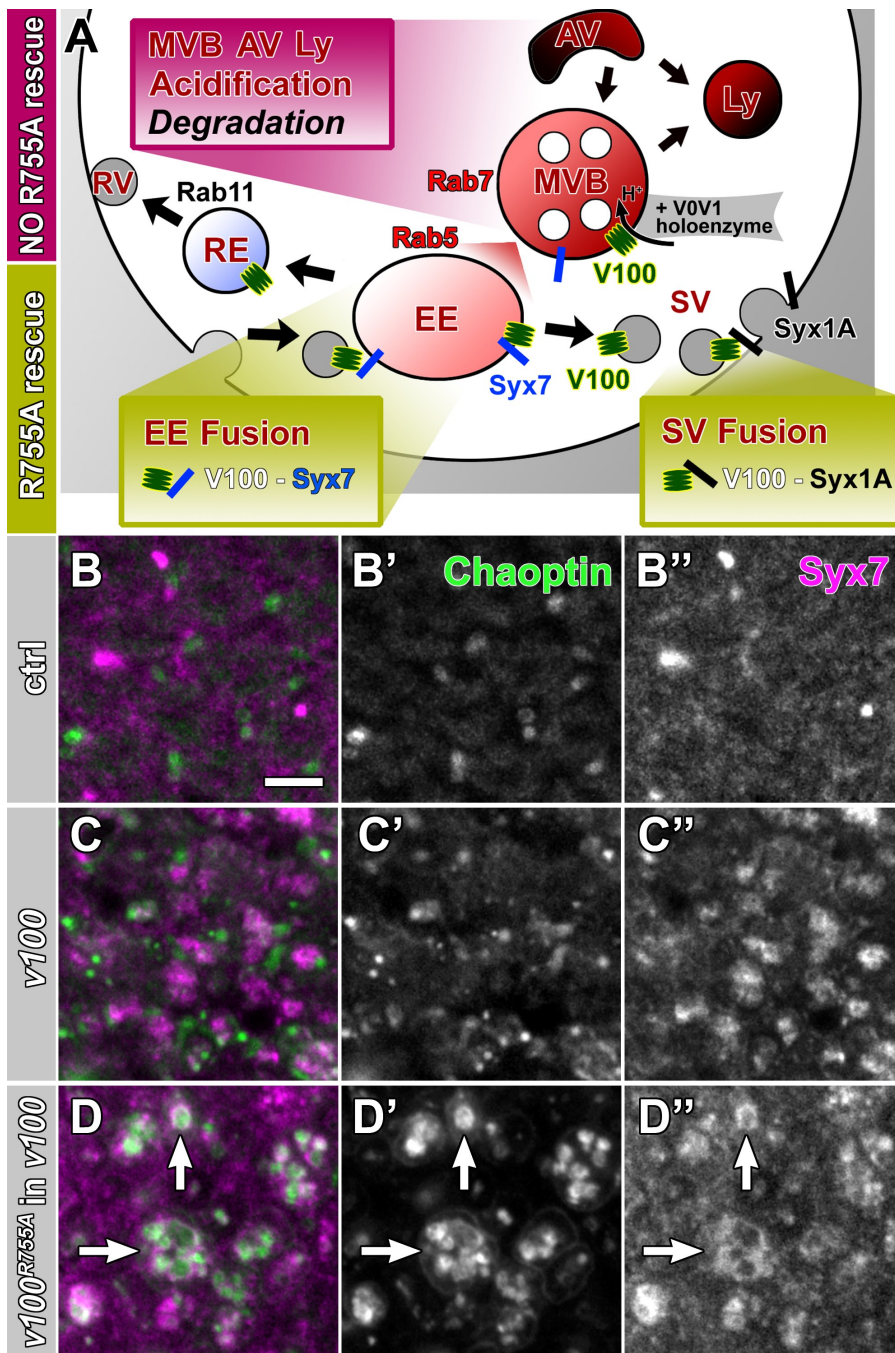 NO R755A rescue
R755A rescue
A
MVB AV Ly
Acidification
Degradation
AV
Ly
MVB
Rab7
H+
+ V0V1
holoenzyme
V100
RV
Rab11
RE
Rab5
EE
SV
Syx1A
Syx7
V100
EE Fusion
V100 - Syx7
SV Fusion
V100 - Syx1A
ctrl
B
B’
Chaoptin
B’’
Syx7
v100
C
C’
C’’
v100R755A in v100
D
D’
D’’